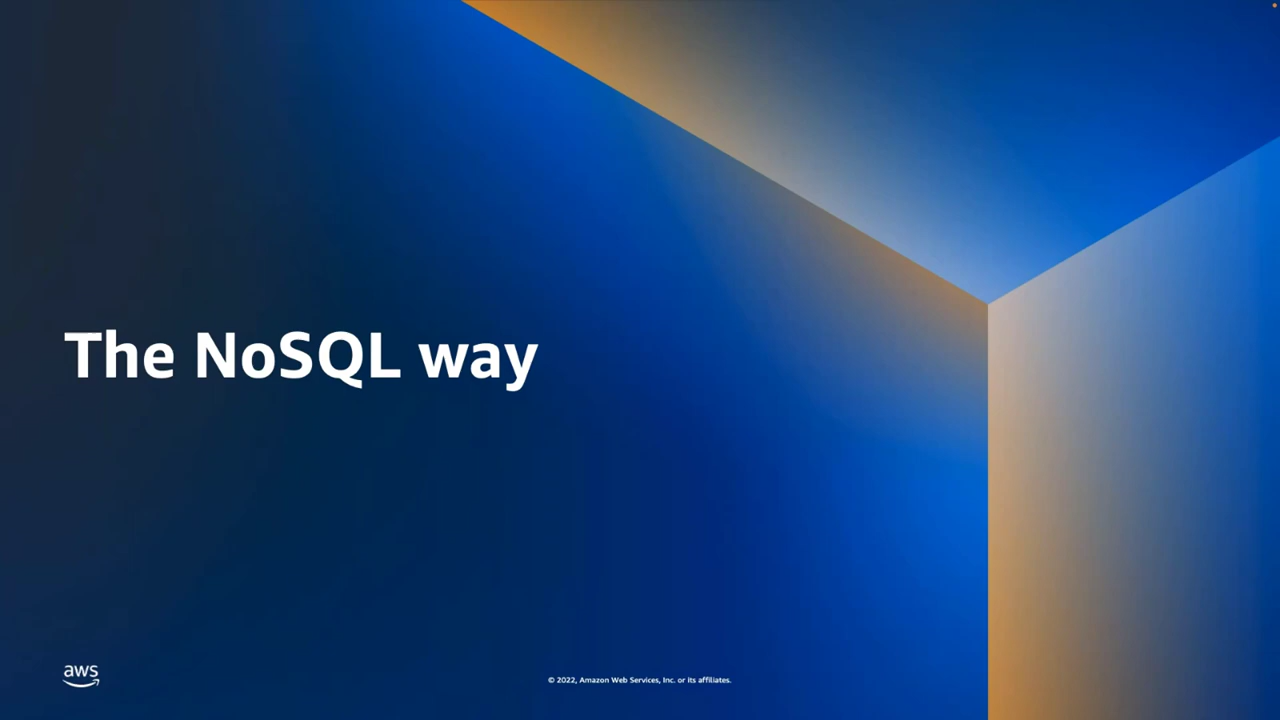 The NoSQL way
aws
© 2022, Amazon Web Services, Inc. or its affiliates.